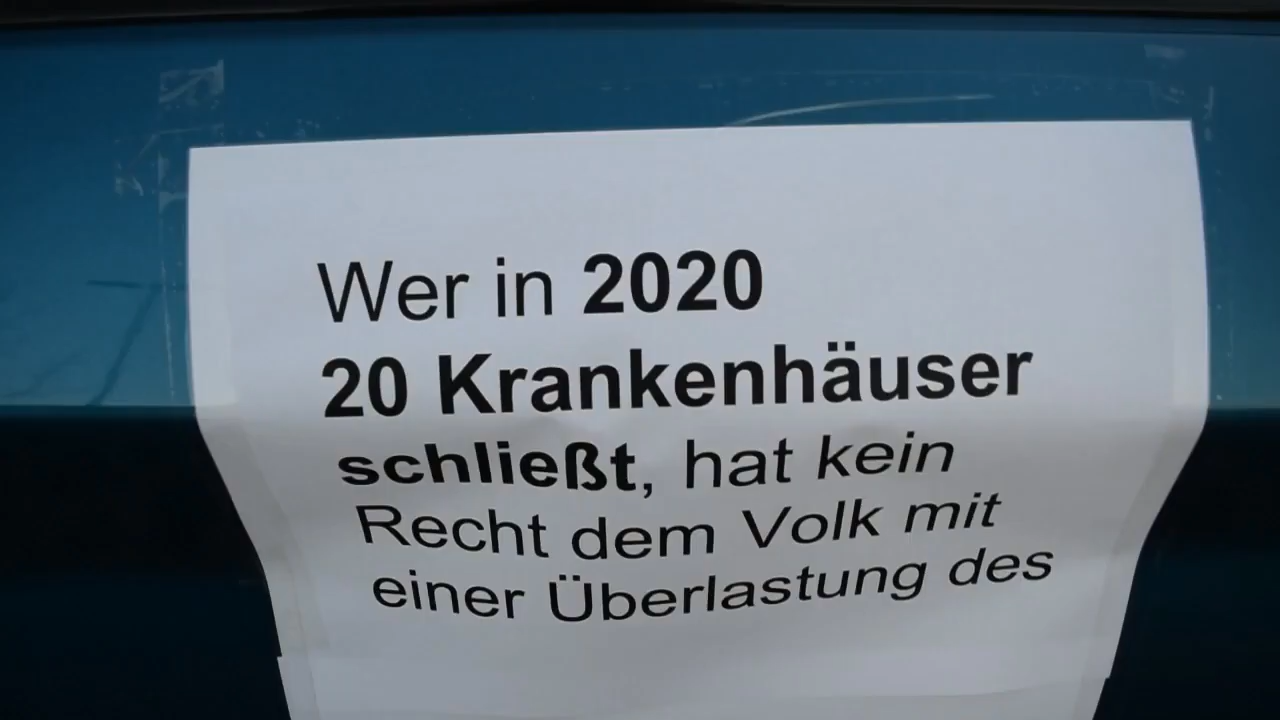 Wer in 2020
20 Krankenhäuser
schließt, hat kein
Recht dem Volk mit
einer Überlastung des